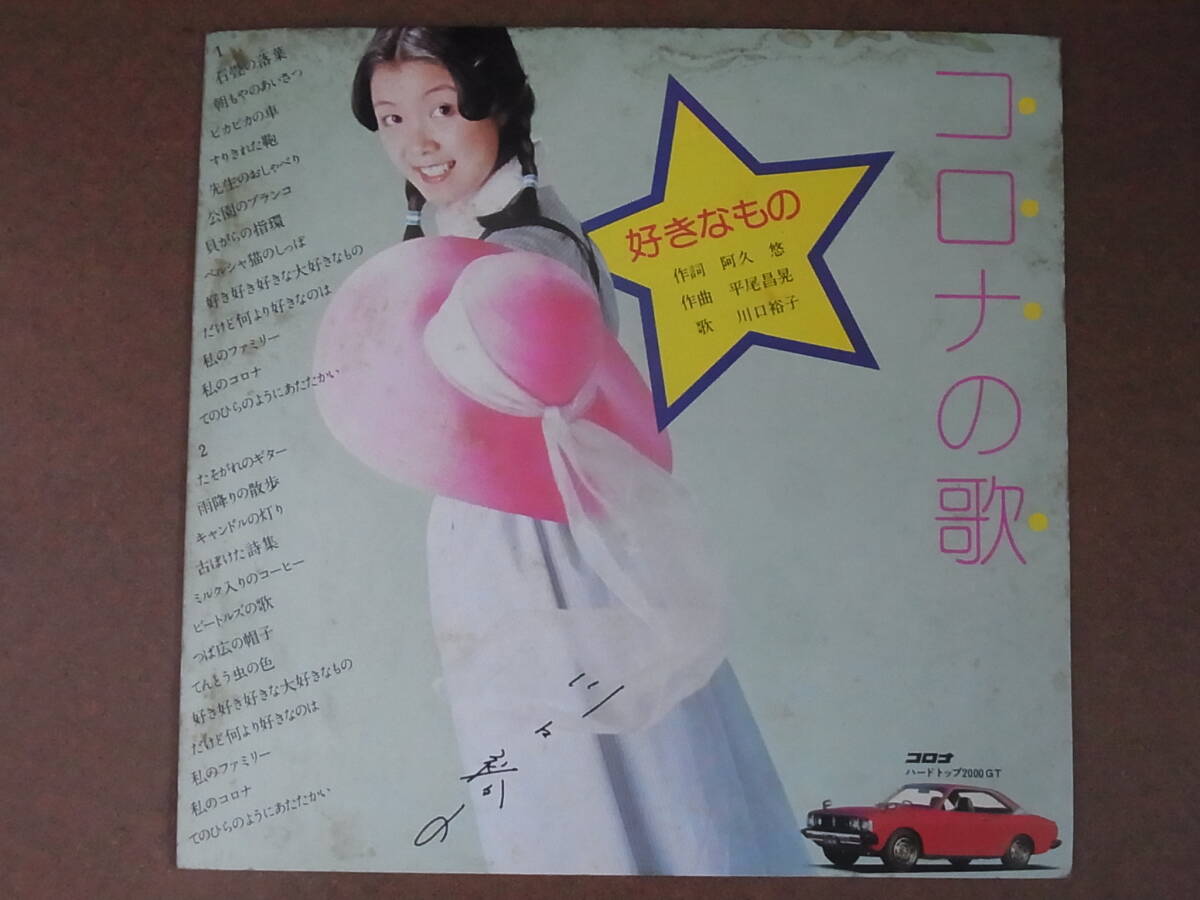 コロナの歌
好きなもの
作詞 阿久 悠
作曲 平尾昌晃
歌 川口裕子
1
石畳の落葉
朝もやのあいさつ
ピカピカの車
すりきれた鞄
先生のおしゃべり
公園のブランコ
貝がらの指環
ペルシャ猫のしっぽ
好き好き好きな大好きなもの
だけど何より好きなのは
私のファミリー
私のコロナ
てのひらのようにあたたかい
2
たそがれのギター
雨降りの散歩
キャンドルの灯り
古ぼけた詩集
ミルク入りのコーヒー
ビートルズの歌
つば広の帽子
てんとう虫の色
好き好き好きな大好きなもの
だけど何より好きなのは
私のファミリー
私のコロナ
てのひらのようにあたたかい
コロナ
ハードトップ2000GT